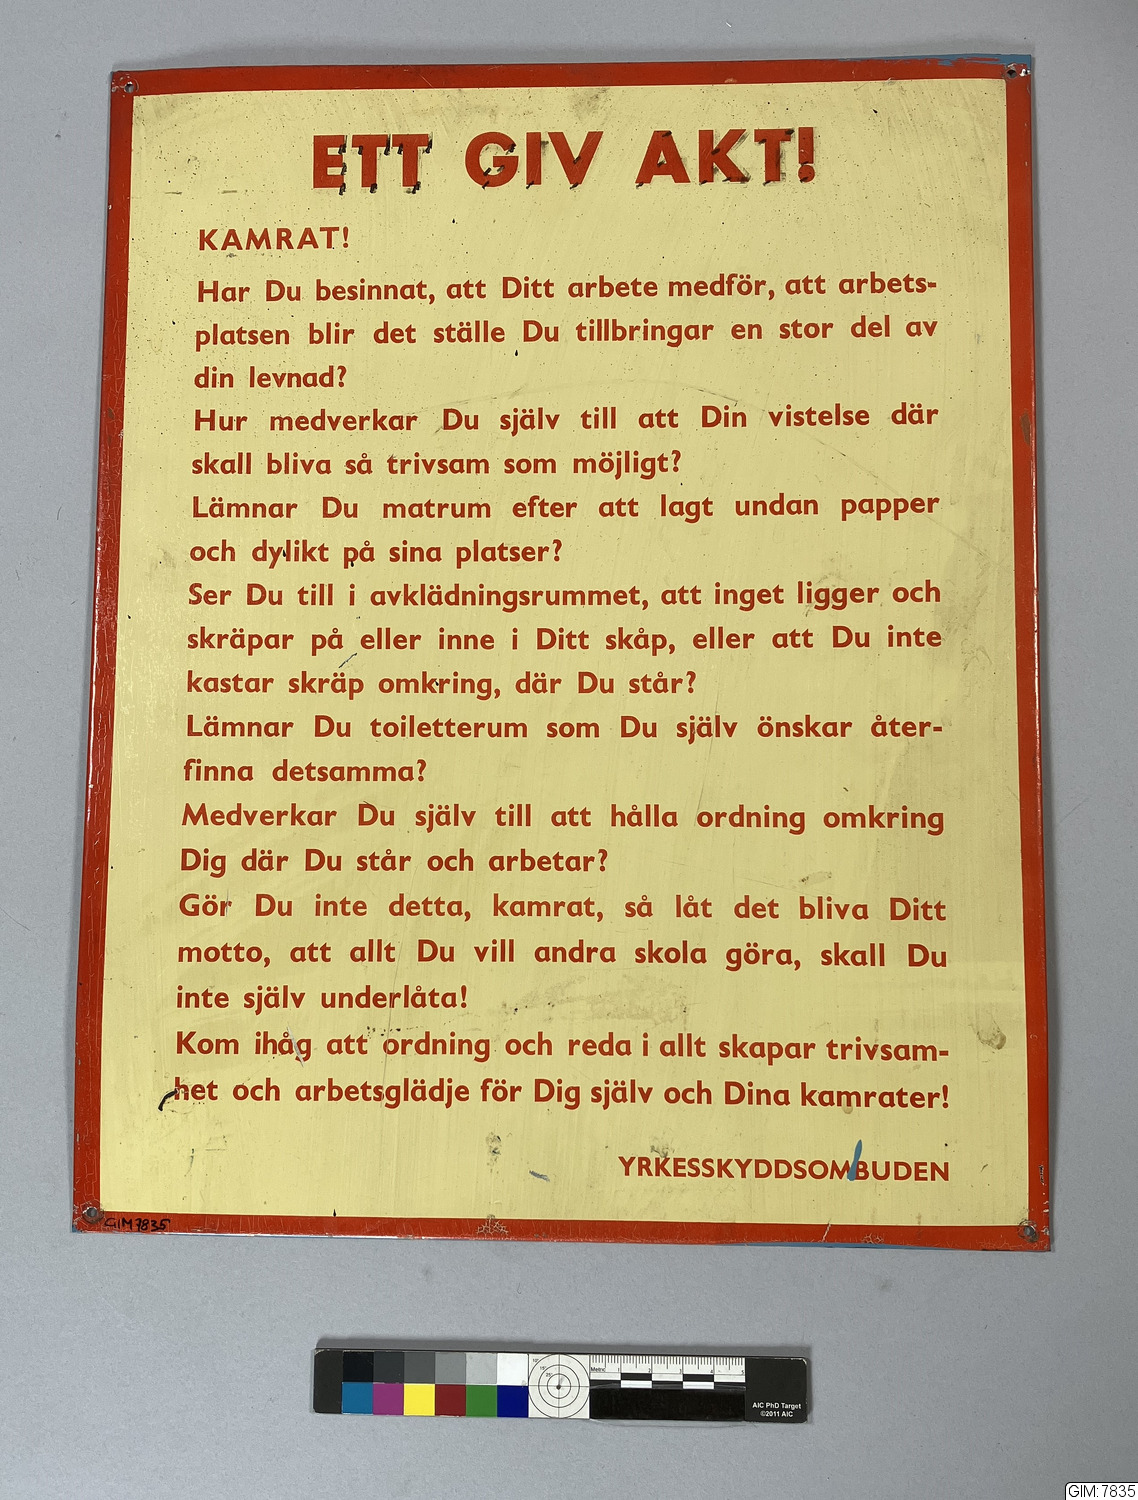 ETT GIV AKT!
KAMRAT!
Har Du besinnat, att Ditt arbete medför, att arbets-
platsen blir det ställe Du tillbringar en stor del av
din levnad?
Hur medverkar Du själv till att Din vistelse där
skall bliva så trivsam som möjligt?
Lämnar Du matrum efter att lagt undan papper
och dylikt på sina platser?
Ser Du till i avklädningsrummet, att inget ligger och
skräpar på eller inne i Ditt skåp, eller att Du inte
kastar skräp omkring, där Du står?
Lämnar Du toiletterum som Du själv önskar åter-
finna detsamma?
Medverkar Du själv till att hålla ordning omkring
Dig där Du står och arbetar?
Gör Du inte detta, kamrat, så låt det bliva Ditt
motto, att allt Du vill andra skola göra, skall Du
inte själv underlåta!
Kom ihåg att ordning och reda i allt skapar trivsam-
het och arbetsglädje för Dig själv och Dina kamrater!
YRKESSKYDDSOMBUDEN
GIM7835
Metric 1 2 3 4 5
AIC PhD Target
©2011 AIC
GIM:7835